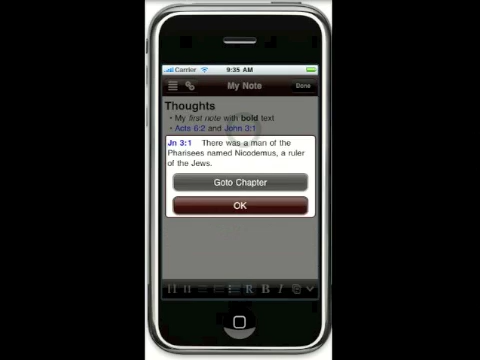 Carrier 9:35 AM
My Note Done
Thoughts
• My first note with bold text
• Acts 6:2 and John 3:1
Jn 3:1 There was a man of the
Pharisees named Nicodemus, a ruler
of the Jews.
Goto Chapter
OK
R B I